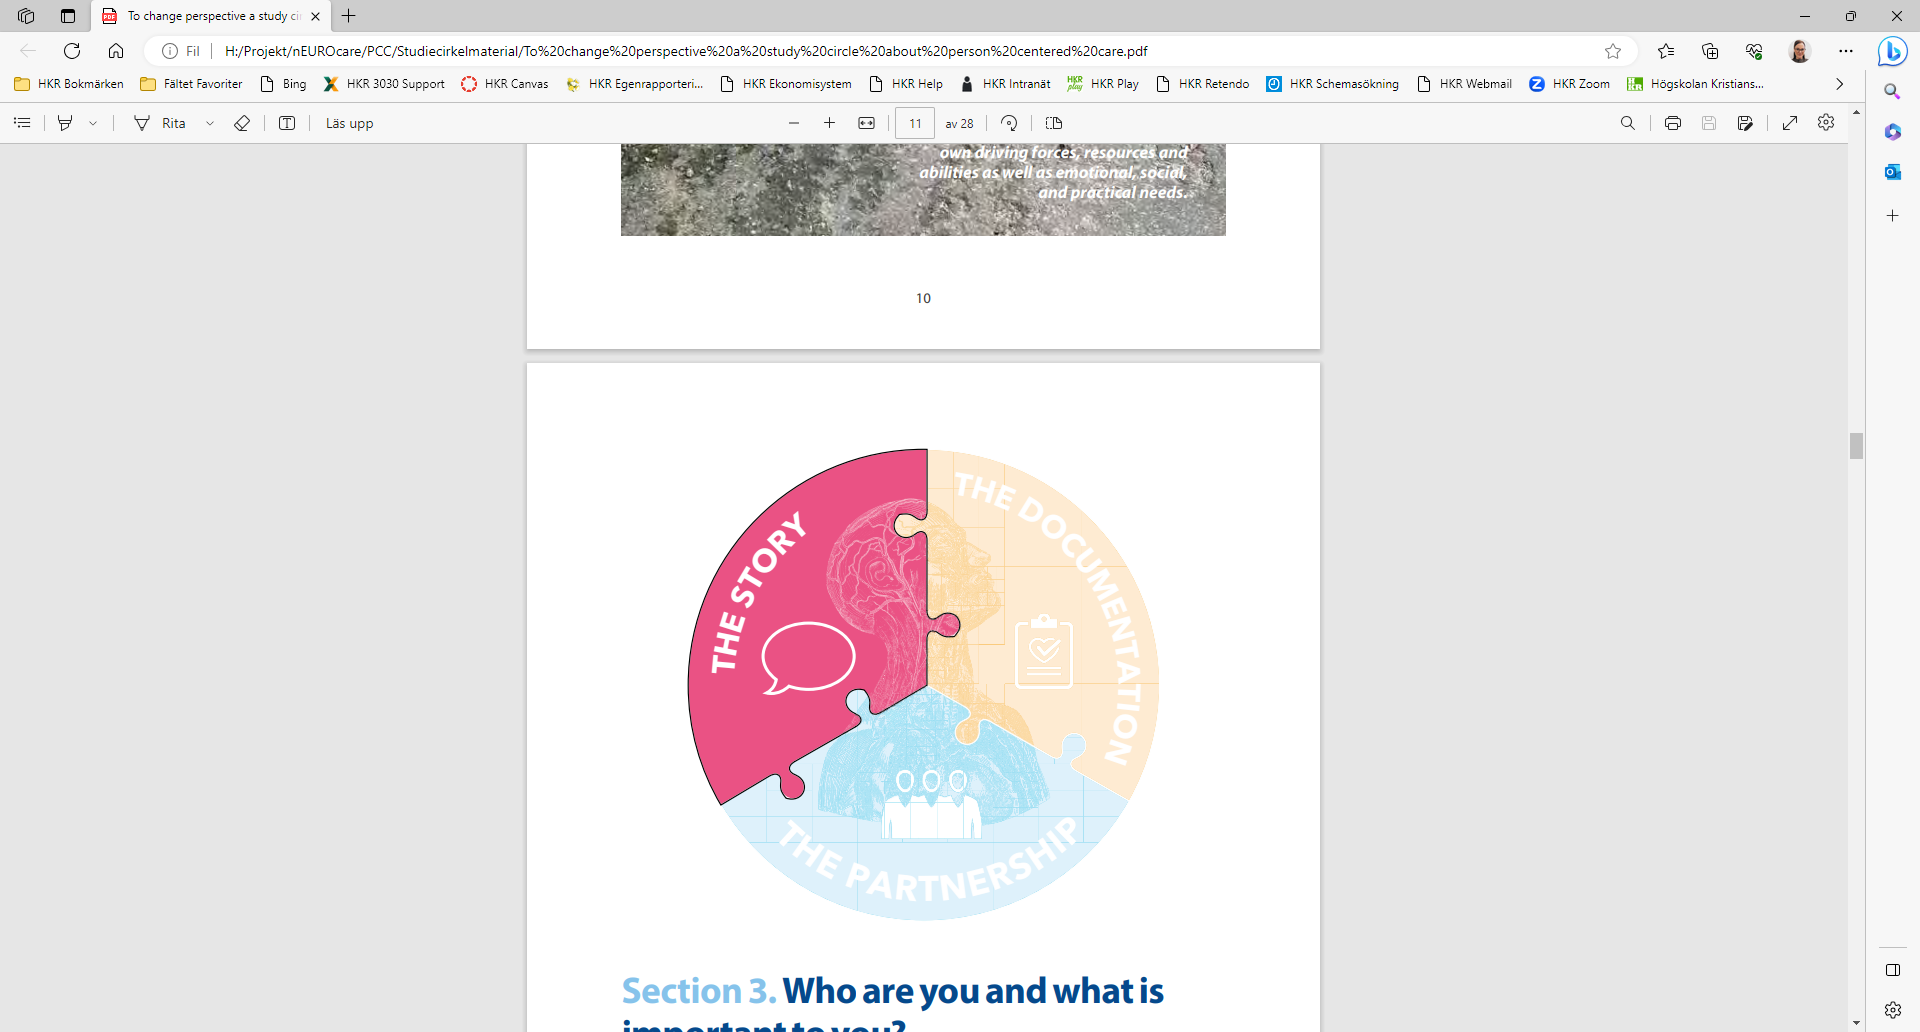 To change perspective a study ci
Fil
H:/Projekt/nEUROcare/PCC/Studiecirkelmaterial/To%20change%20perspective%20a%20study%20circle%20about%20person%20centered%20care.pdf
HKR Bokmärken
Fältet Favoriter
Bing
HKR 3030 Support
HKR Canvas
HKR Egenrapporteri...
HKR Ekonomisystem
HKR Help
HKR Intranät
HKR Play
HKR Retendo
HKR Schemasökning
HKR Webmail
HKR Zoom
Högskolan Kristians...
Rita
Läs upp
11
av 28
own driving forces, resources and
abilities as well as emotional, social,
and practical needs.
10
THE STORY
THE DOCUMENTATION
THE PARTNERSHIP
Section 3. Who are you and what is
important to you?